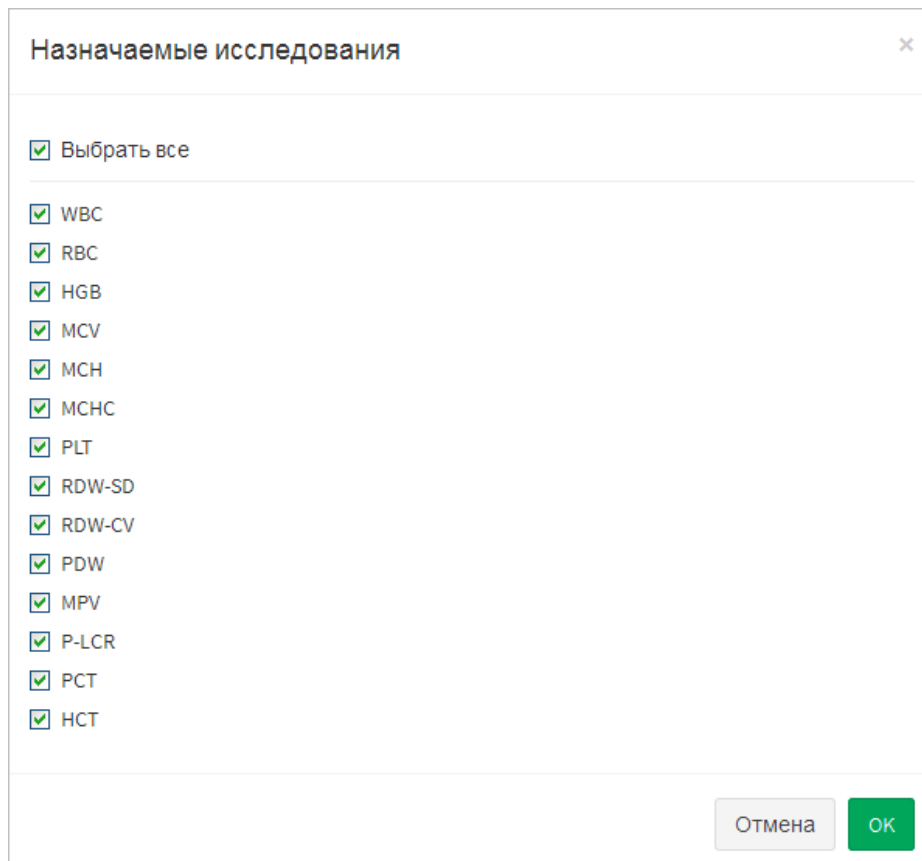 Назначаемые исследования
Выбрать все
WBC
RBC
HGB
MCV
MCH
MCHC
PLT
RDW-SD
RDW-CV
PDW
MPV
P-LCR
PCT
HCT
Отмена
OK